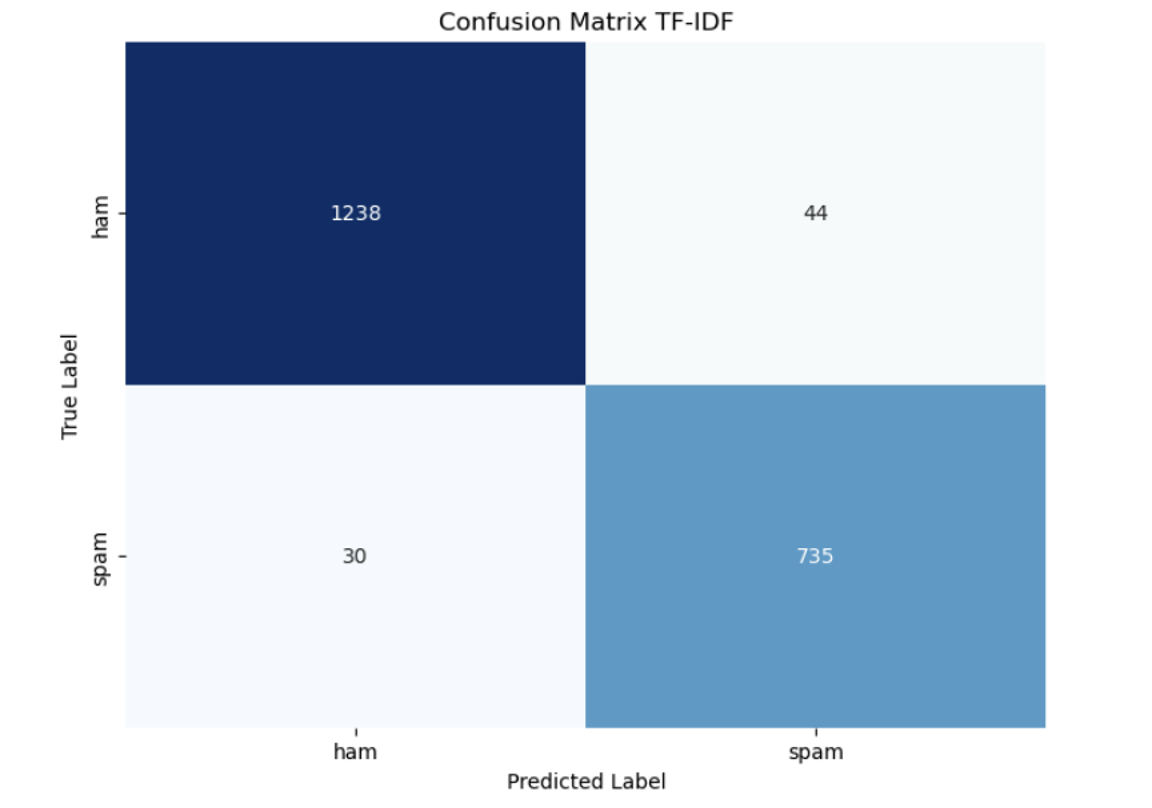 Confusion Matrix TF-IDF
True Label
ham
1238
44
spam
30
735
ham
spam
Predicted Label